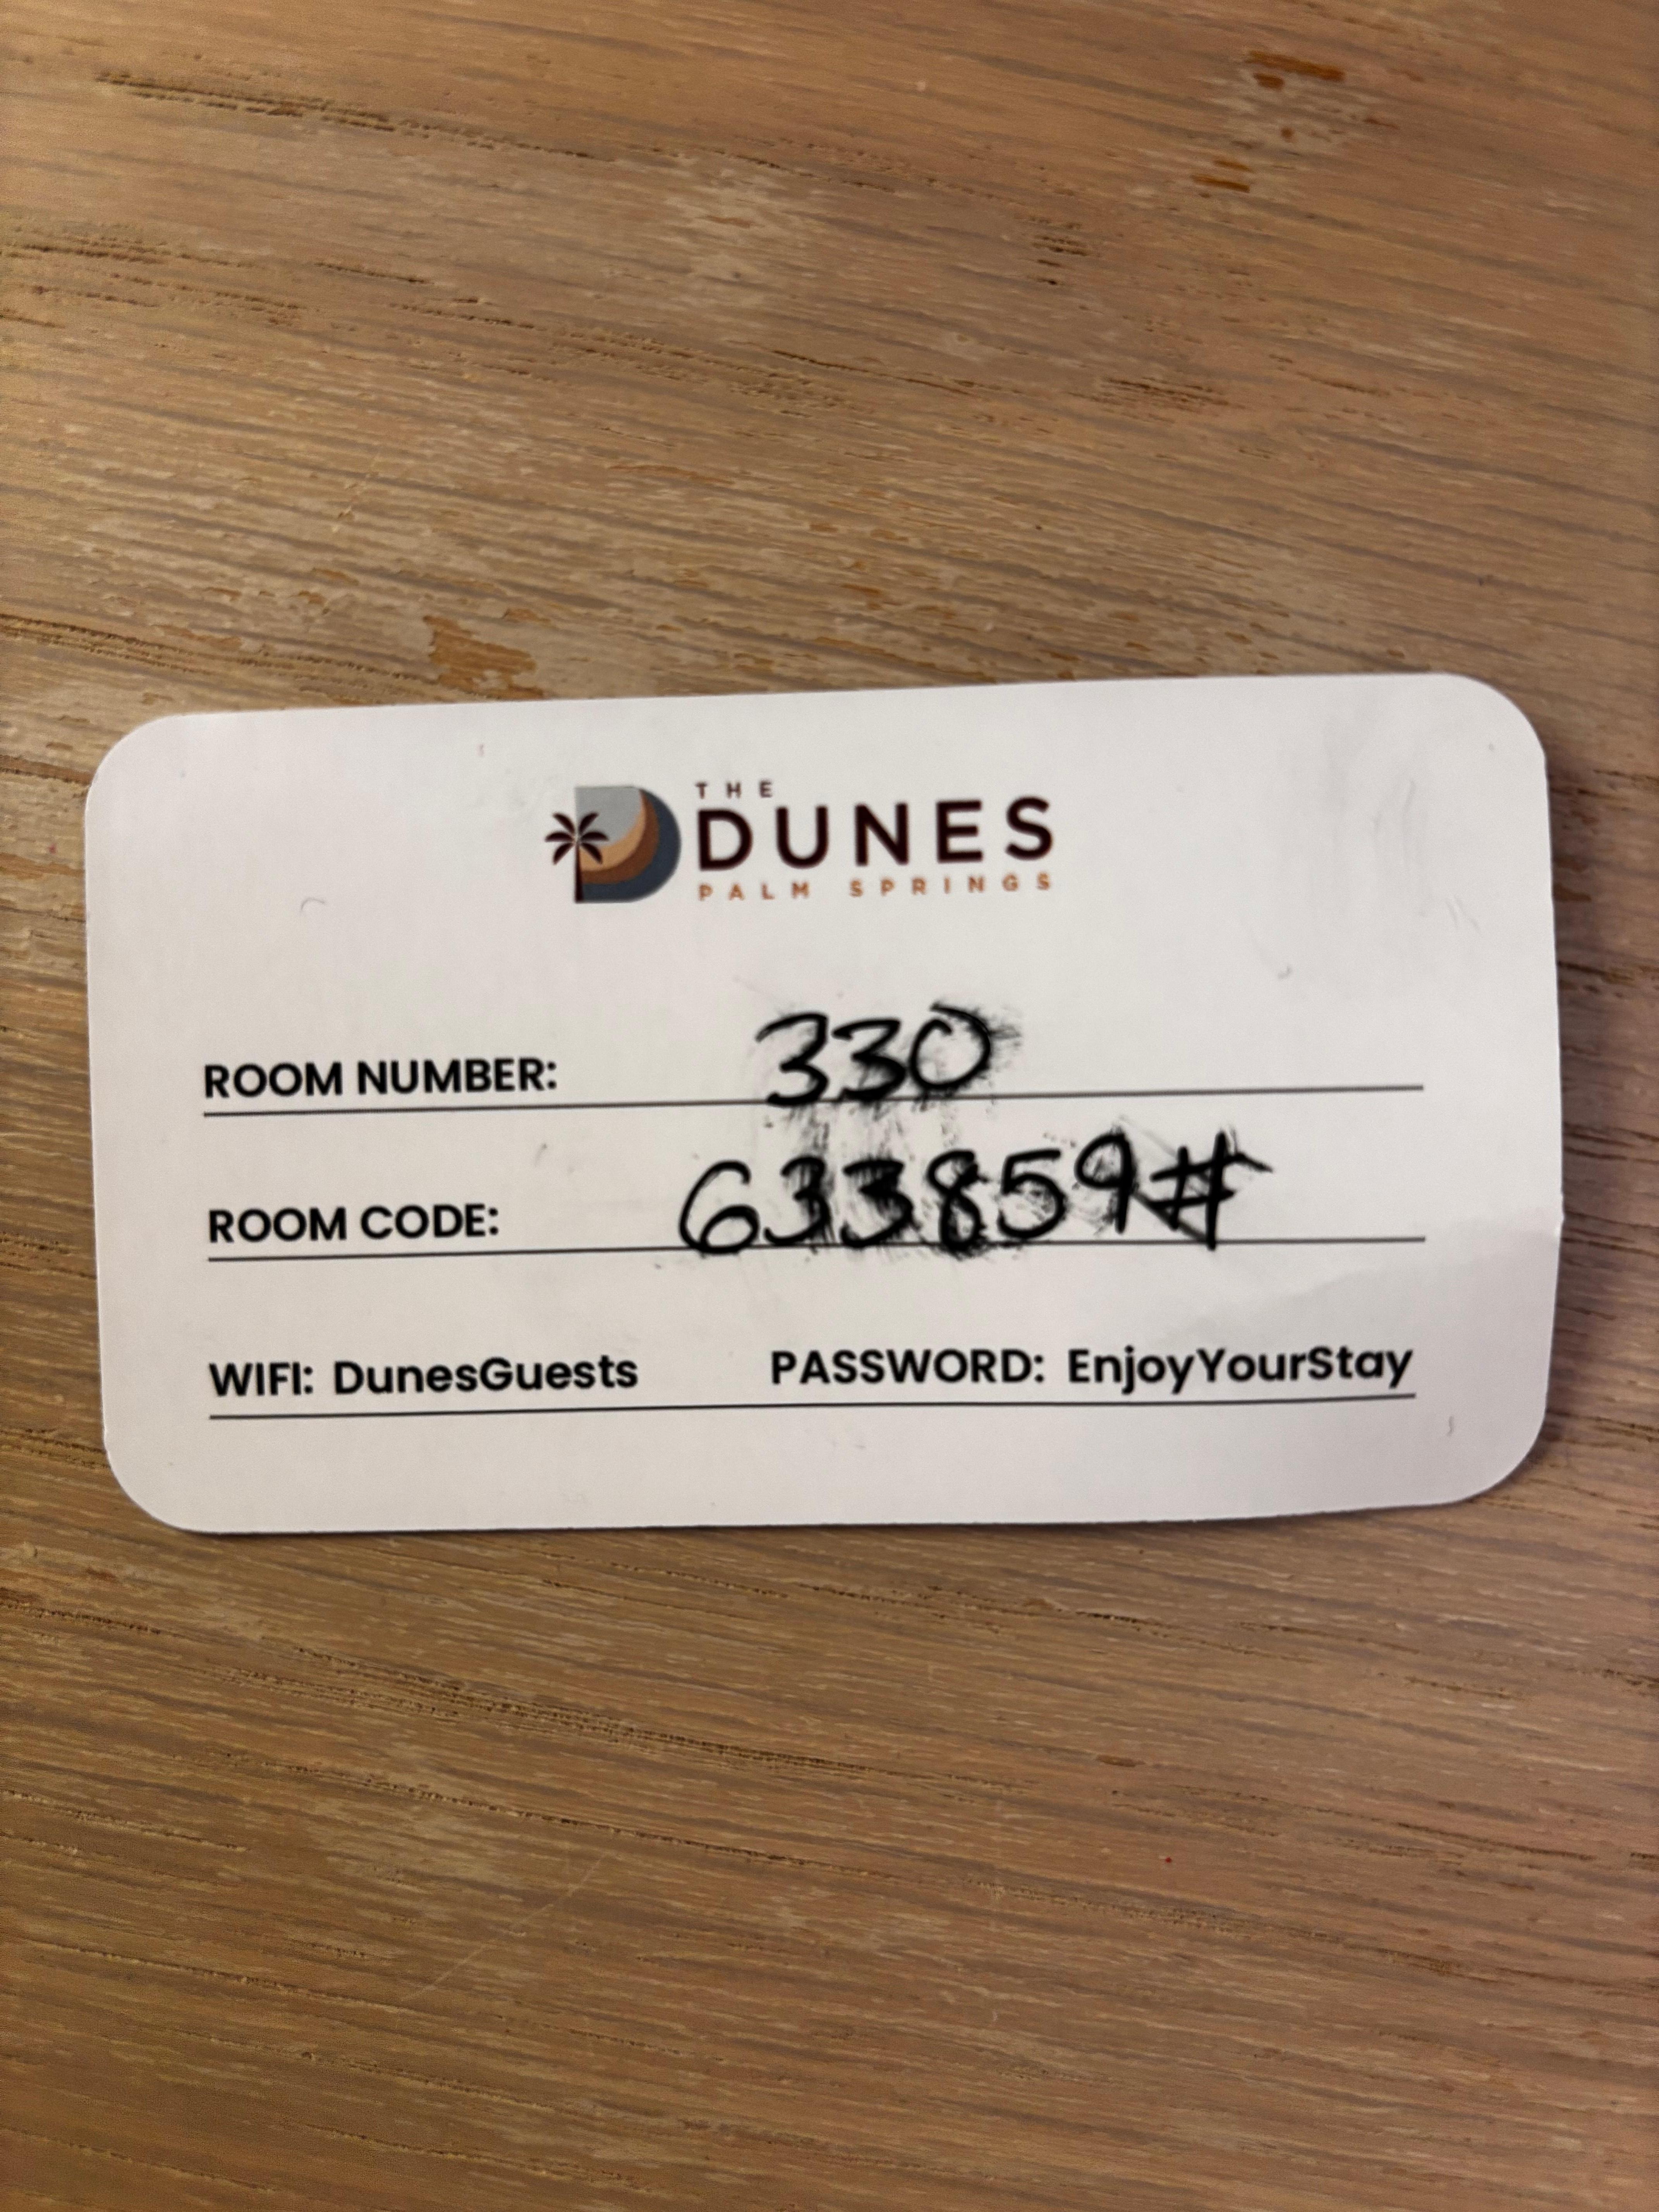 THE
DUNES
PALM SPRINGS
ROOM NUMBER: 330
ROOM CODE: 633859#
WIFI: DunesGuests PASSWORD: EnjoyYourStay